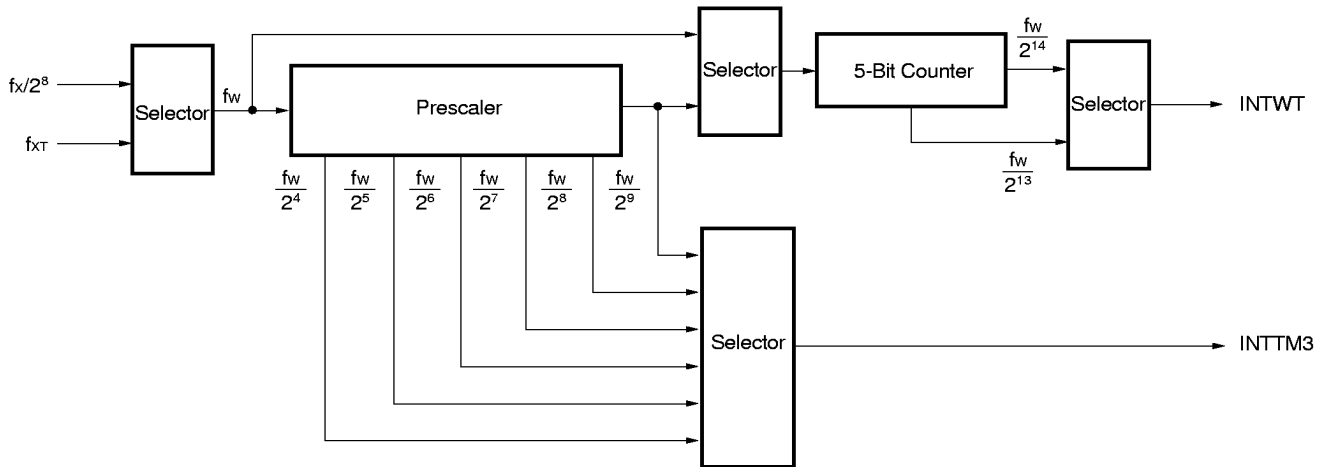 fx/2⁸
fXT
Selector
fW
Prescaler
Selector
5-Bit Counter
fW
2¹⁴
fW
2¹³
Selector
INTWT
fW
2⁴
fW
2⁵
fW
2⁶
fW
2⁷
fW
2⁸
fW
2⁹
Selector
INTTM3